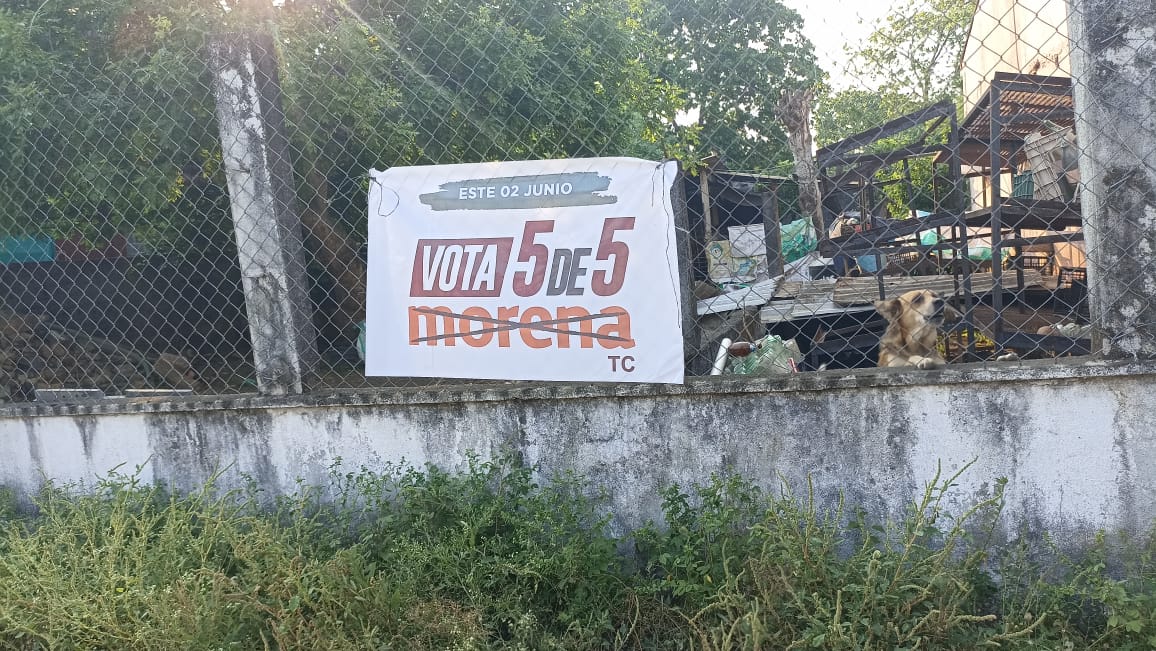 ESTE 02 JUNIO
VOTA 5 DE 5
morena
TC